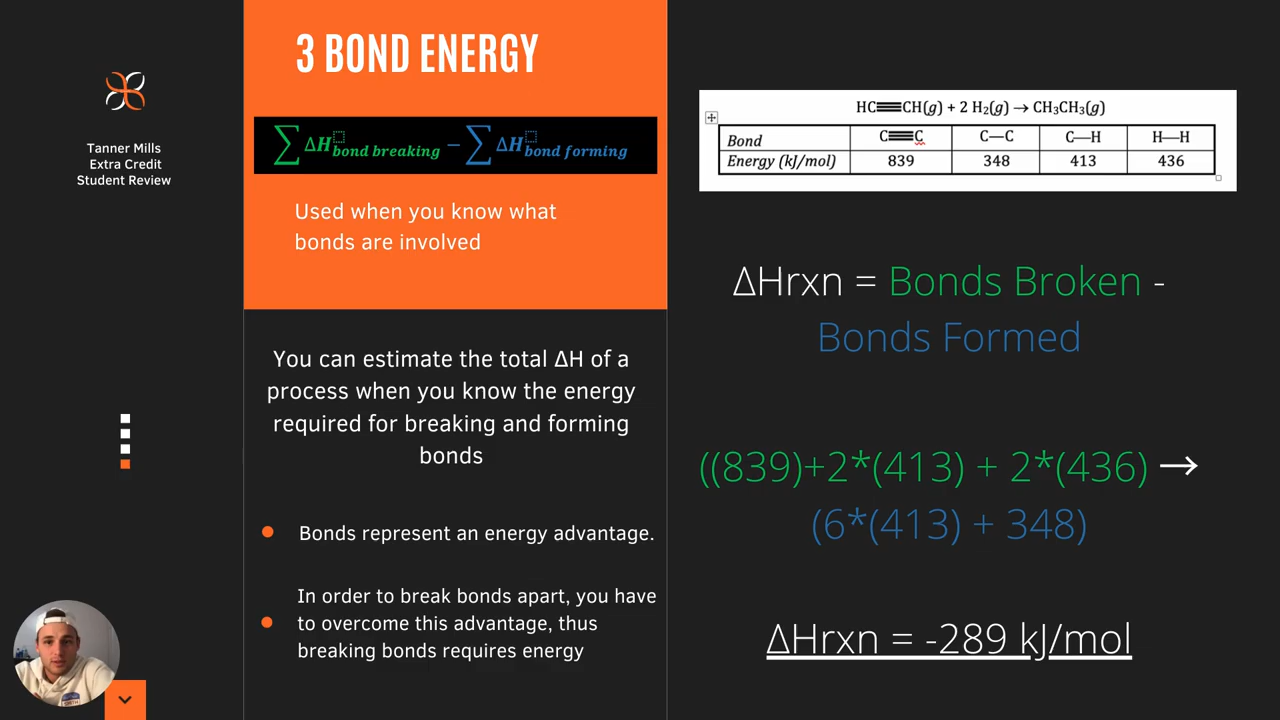 Tanner Mills
Extra Credit
Student Review
3 BOND ENERGY
∑ ΔH°bond breaking − ∑ ΔH°bond forming
Used when you know what
bonds are involved
You can estimate the total ΔH of a
process when you know the energy
required for breaking and forming
bonds
Bonds represent an energy advantage.
In order to break bonds apart, you have
to overcome this advantage, thus
breaking bonds requires energy
HC≡CH(g) + 2 H₂(g) → CH₃CH₃(g)
Bond C≡C C—C C—H H—H
Energy (kJ/mol) 839 348 413 436
ΔHrxn = Bonds Broken -
Bonds Formed
((839)+2*(413) + 2*(436) →
(6*(413) + 348)
ΔHrxn = -289 kJ/mol